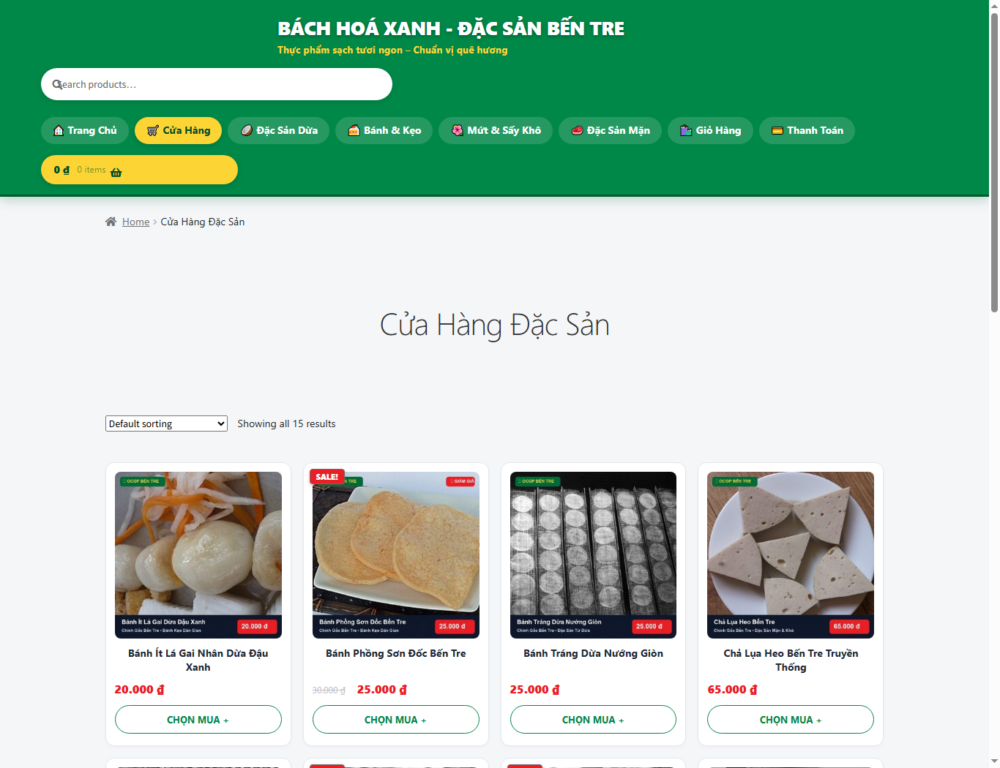 BÁCH HOÁ XANH - ĐẶC SẢN BẾN TRE
Thực phẩm sạch tươi ngon – Chuẩn vị quê hương
Search products…
Trang Chủ
Cửa Hàng
Đặc Sản Dừa
Bánh & Kẹo
Mứt & Sấy Khô
Đặc Sản Mặn
Giỏ Hàng
Thanh Toán
0 ₫ 0 items
Home > Cửa Hàng Đặc Sản
Cửa Hàng Đặc Sản
Default sorting
Showing all 15 results
OCOP BẾN TRE
Bánh Ít Lá Gai Dừa Đậu Xanh
Chính Gốc Bến Tre • Bánh Kẹo Dân Gian
20.000 đ
Bánh Ít Lá Gai Nhân Dừa Đậu
Xanh
20.000 ₫
CHỌN MUA +
SALE!
N TRE
GIẢM GIÁ
Bánh Phồng Sơn Đốc Bến Tre
Chính Gốc Bến Tre • Bánh Kẹo Dân Gian
25.000 đ
Bánh Phồng Sơn Đốc Bến Tre
30.000 ₫ 25.000 ₫
CHỌN MUA +
OCOP BẾN TRE
Bánh Tráng Dừa Nướng Giòn
Chính Gốc Bến Tre • Đặc Sản Từ Dừa
25.000 đ
Bánh Tráng Dừa Nướng Giòn
25.000 ₫
CHỌN MUA +
OCOP BẾN TRE
Chả Lụa Heo Bến Tre
Chính Gốc Bến Tre • Đặc Sản Mặn & Khô
65.000 đ
Chả Lụa Heo Bến Tre Truyền
Thống
65.000 ₫
CHỌN MUA +